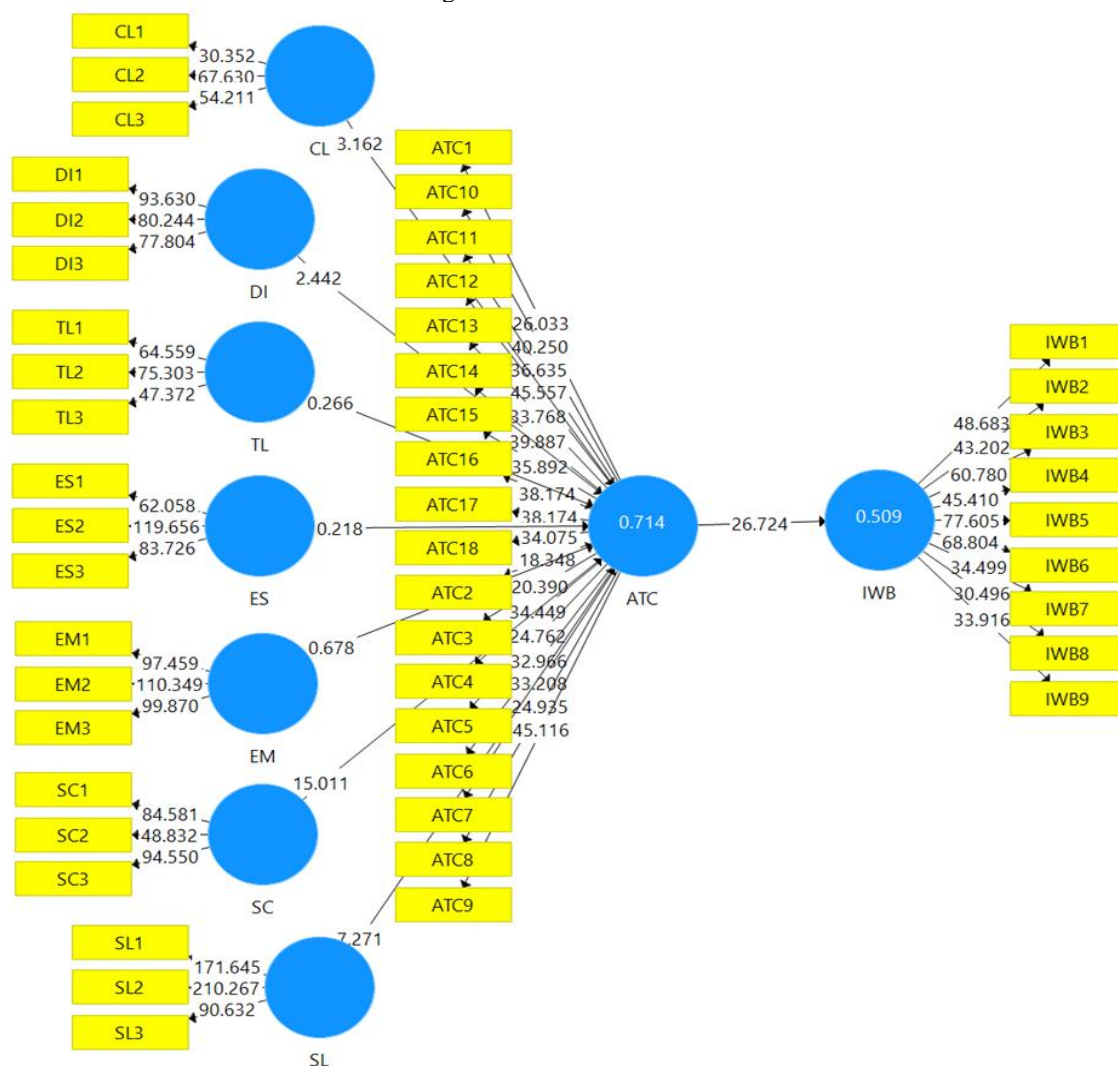 CL1
CL2
CL3
30.352
67.630
54.211
CL
3.162
DI1
DI2
DI3
93.630
80.244
77.804
DI
2.442
TL1
TL2
TL3
64.559
75.303
47.372
TL
0.266
ES1
ES2
ES3
62.058
119.656
83.726
ES
0.218
EM1
EM2
EM3
97.459
110.349
99.870
EM
0.678
SC1
SC2
SC3
84.581
48.832
94.550
SC
15.011
SL1
SL2
SL3
171.645
210.267
90.632
SL
7.271
ATC1
ATC10
ATC11
ATC12
ATC13
ATC14
ATC15
ATC16
ATC17
ATC18
ATC2
ATC3
ATC4
ATC5
ATC6
ATC7
ATC8
ATC9
26.033
40.250
36.635
45.557
33.768
39.887
35.892
38.174
38.174
34.075
18.348
20.390
34.449
24.762
32.966
33.208
24.935
45.116
0.714
ATC
26.724
0.509
IWB
48.683
43.202
60.780
45.410
77.605
68.804
34.499
30.496
33.916
IWB1
IWB2
IWB3
IWB4
IWB5
IWB6
IWB7
IWB8
IWB9